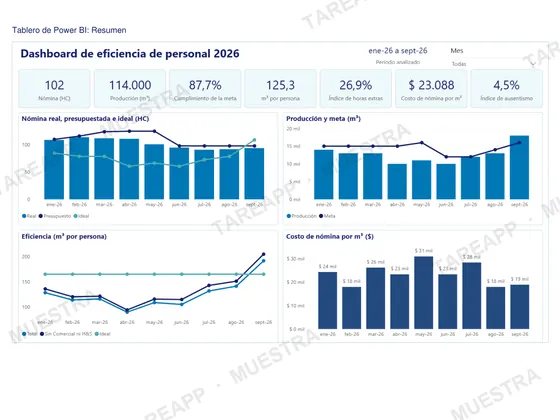 Tablero de Power BI: Resumen
Dashboard de eficiencia de personal 2026
ene-26 a sept-26
Periodo analizado
Mes
Todas
102
Nómina (HC)
114.000
Producción (m³)
87,7%
Cumplimiento de la meta
125,3
m³ por persona
26,9%
Índice de horas extras
$ 23.088
Costo de nómina por m³
4,5%
Índice de ausentismo
Nómina real, presupuestada e ideal (HC)
100
50
0
ene-26 feb-26 mar-26 abr-26 may-26 jun-26 jul-26 ago-26 sept-26
Real Presupuesto Ideal
Producción y meta (m³)
20 mil
15 mil
10 mil
5 mil
0 mil
ene-26 feb-26 mar-26 abr-26 may-26 jun-26 jul-26 ago-26 sept-26
Producción Meta
Eficiencia (m³ por persona)
200
150
100
ene-26 feb-26 mar-26 abr-26 may-26 jun-26 jul-26 ago-26 sept-26
Total Sin Comercial ni H&S Ideal
Costo de nómina por m³ ($)
$ 30 mil
$ 20 mil
$ 10 mil
$ 0 mil
$ 24 mil
$ 18 mil
$ 26 mil
$ 23 mil
$ 31 mil
$ 23 mil
$ 28 mil
$ 18 mil
$ 19 mil
ene-26 feb-26 mar-26 abr-26 may-26 jun-26 jul-26 ago-26 sept-26
TAREAPP · MUESTRA